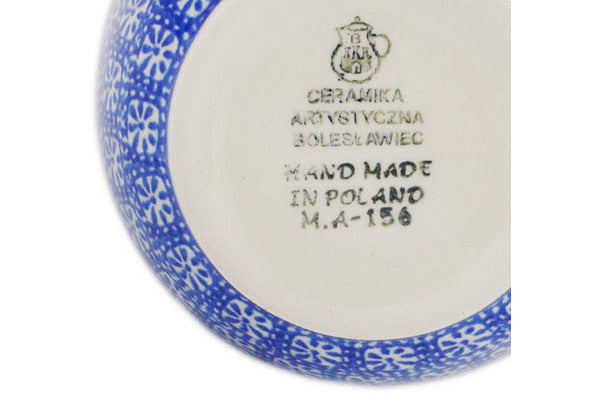 CERAMIKA
ARTYSTYCZNA
BOLESŁAWIEC
HAND MADE
IN POLAND
M.A-156